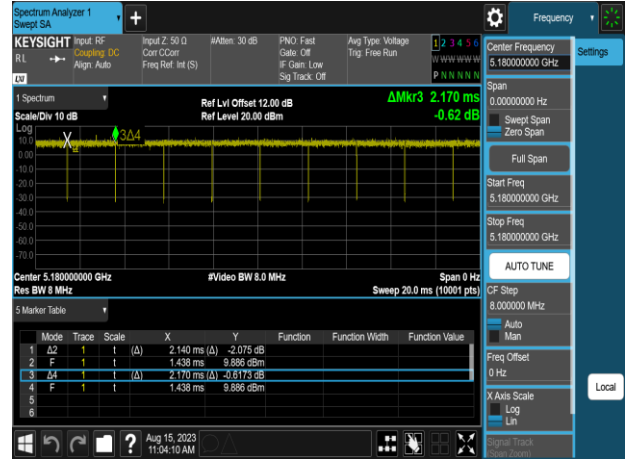 Spectrum Analyzer 1
Swept SA
+
Frequency
KEYSIGHT
RL
LXI
Input: RF
Coupling: DC
Align: Auto
Input Z: 50 Ω
Corr CCorr
Freq Ref: Int (S)
#Atten: 30 dB
PNO: Fast
Gate: Off
IF Gain: Low
Sig Track: Off
Avg Type: Voltage
Trig: Free Run
1 2 3 4 5 6
W W W W W W
P N N N N N
1 Spectrum
Scale/Div 10 dB
Ref Lvl Offset 12.00 dB
Ref Level 20.00 dBm
ΔMkr3 2.170 ms
-0.62 dB
Log
10.0
0.00
-10.0
-20.0
-30.0
-40.0
-50.0
-60.0
-70.0
X
2
3Δ4
Center 5.180000000 GHz
Res BW 8 MHz
#Video BW 8.0 MHz
Span 0 Hz
Sweep 20.0 ms (10001 pts)
5 Marker Table
Mode Trace Scale X Y Function Function Width Function Value
1 Δ2 1 t (Δ) 2.140 ms (Δ) -2.075 dB
2 F 1 t 1.438 ms 9.886 dBm
3 Δ4 1 t (Δ) 2.170 ms (Δ) -0.6173 dB
4 F 1 t 1.438 ms 9.886 dBm
5
6
?
Aug 15, 2023
11:04:10 AM
Center Frequency
5.180000000 GHz
Span
0.00000000 Hz
Swept Span
Zero Span
Full Span
Start Freq
5.180000000 GHz
Stop Freq
5.180000000 GHz
AUTO TUNE
CF Step
8.000000 MHz
Auto
Man
Freq Offset
0 Hz
X Axis Scale
Log
Lin
Signal Track
(Span Zoom)
Settings
Local